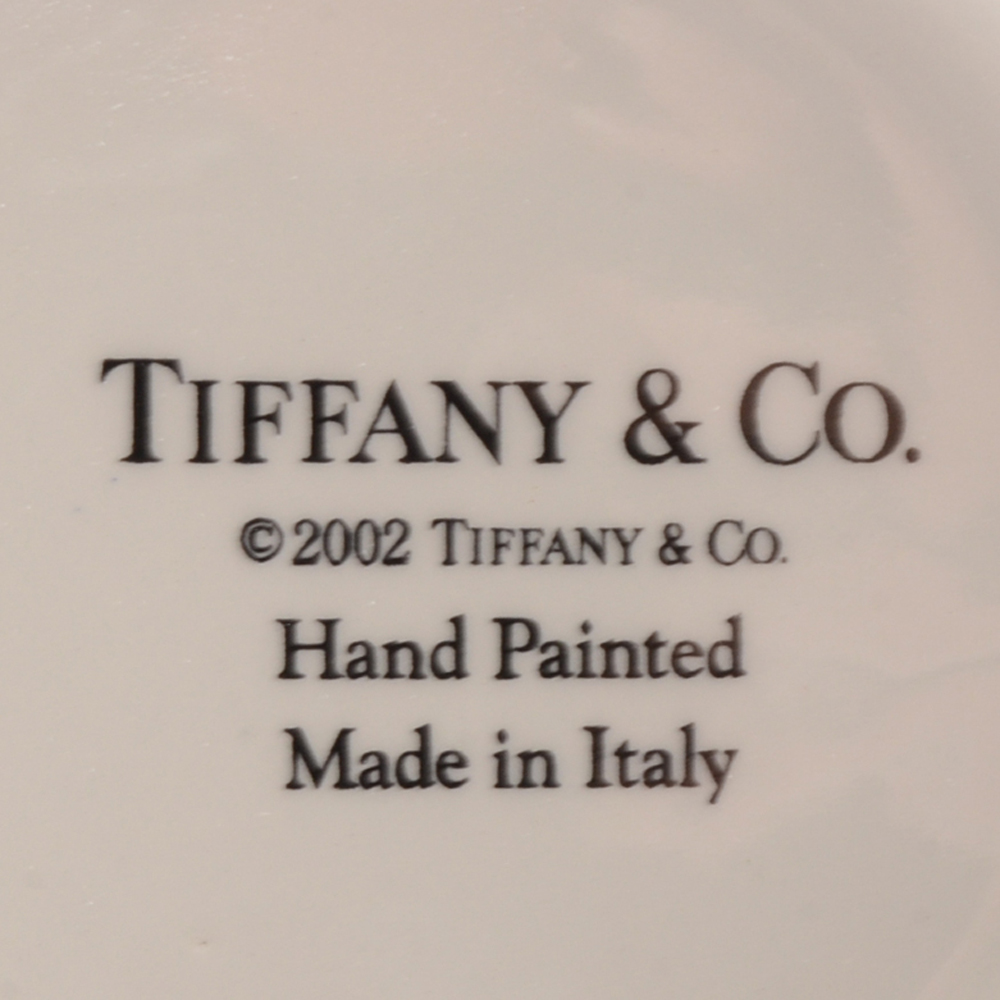 TIFFANY & CO.
©2002 TIFFANY & CO.
Hand Painted
Made in Italy